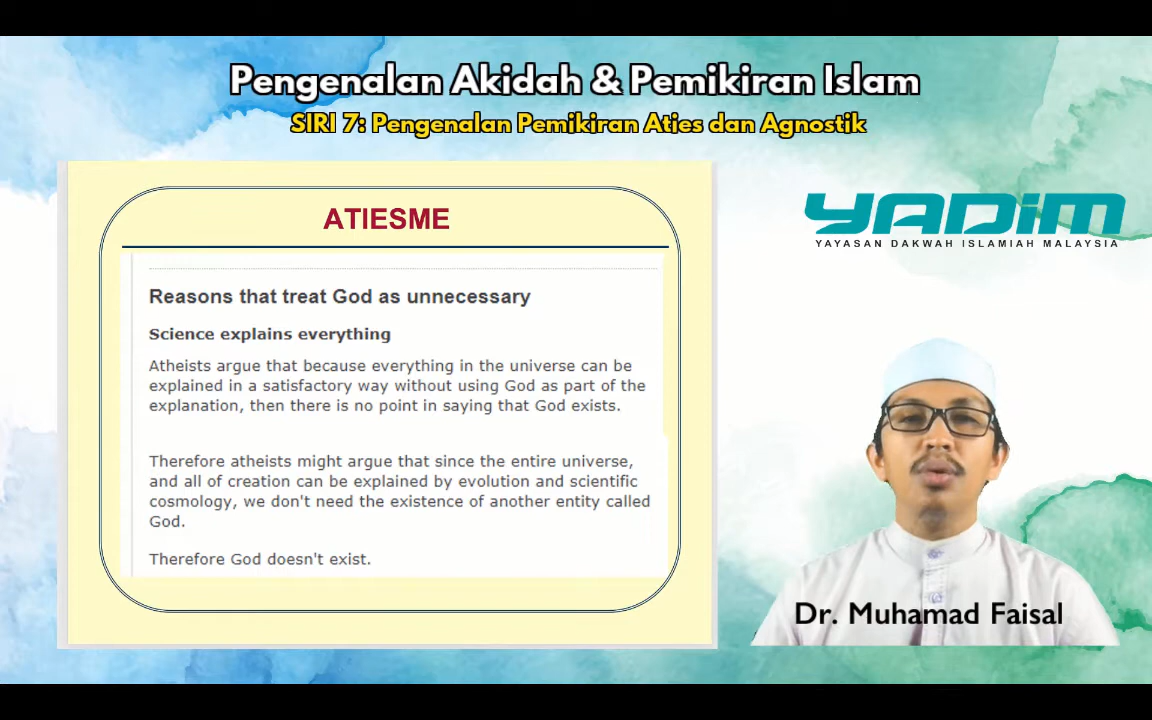 Pengenalan Akidah & Pemikiran Islam
SIRI 7: Pengenalan Pemikiran Aties dan Agnostik
ATIESME
Reasons that treat God as unnecessary
Science explains everything
Atheists argue that because everything in the universe can be
explained in a satisfactory way without using God as part of the
explanation, then there is no point in saying that God exists.
Therefore atheists might argue that since the entire universe,
and all of creation can be explained by evolution and scientific
cosmology, we don't need the existence of another entity called
God.
Therefore God doesn't exist.
YADIM
YAYASAN DAKWAH ISLAMIAH MALAYSIA
Dr. Muhamad Faisal